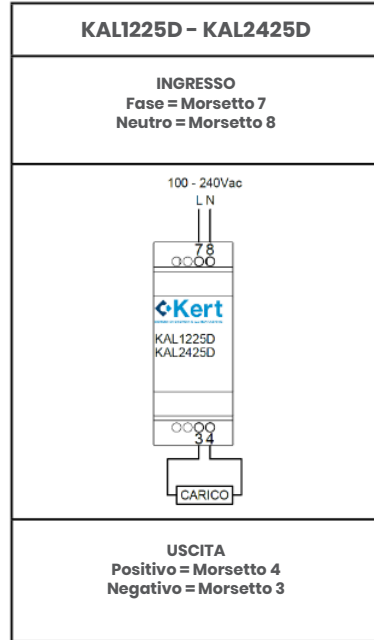 KAL1225D - KAL2425D
INGRESSO
Fase = Morsetto 7
Neutro = Morsetto 8
100 - 240Vac
L N
7 8
Kert
KAL1225D
KAL2425D
3 4
CARICO
USCITA
Positivo = Morsetto 4
Negativo = Morsetto 3